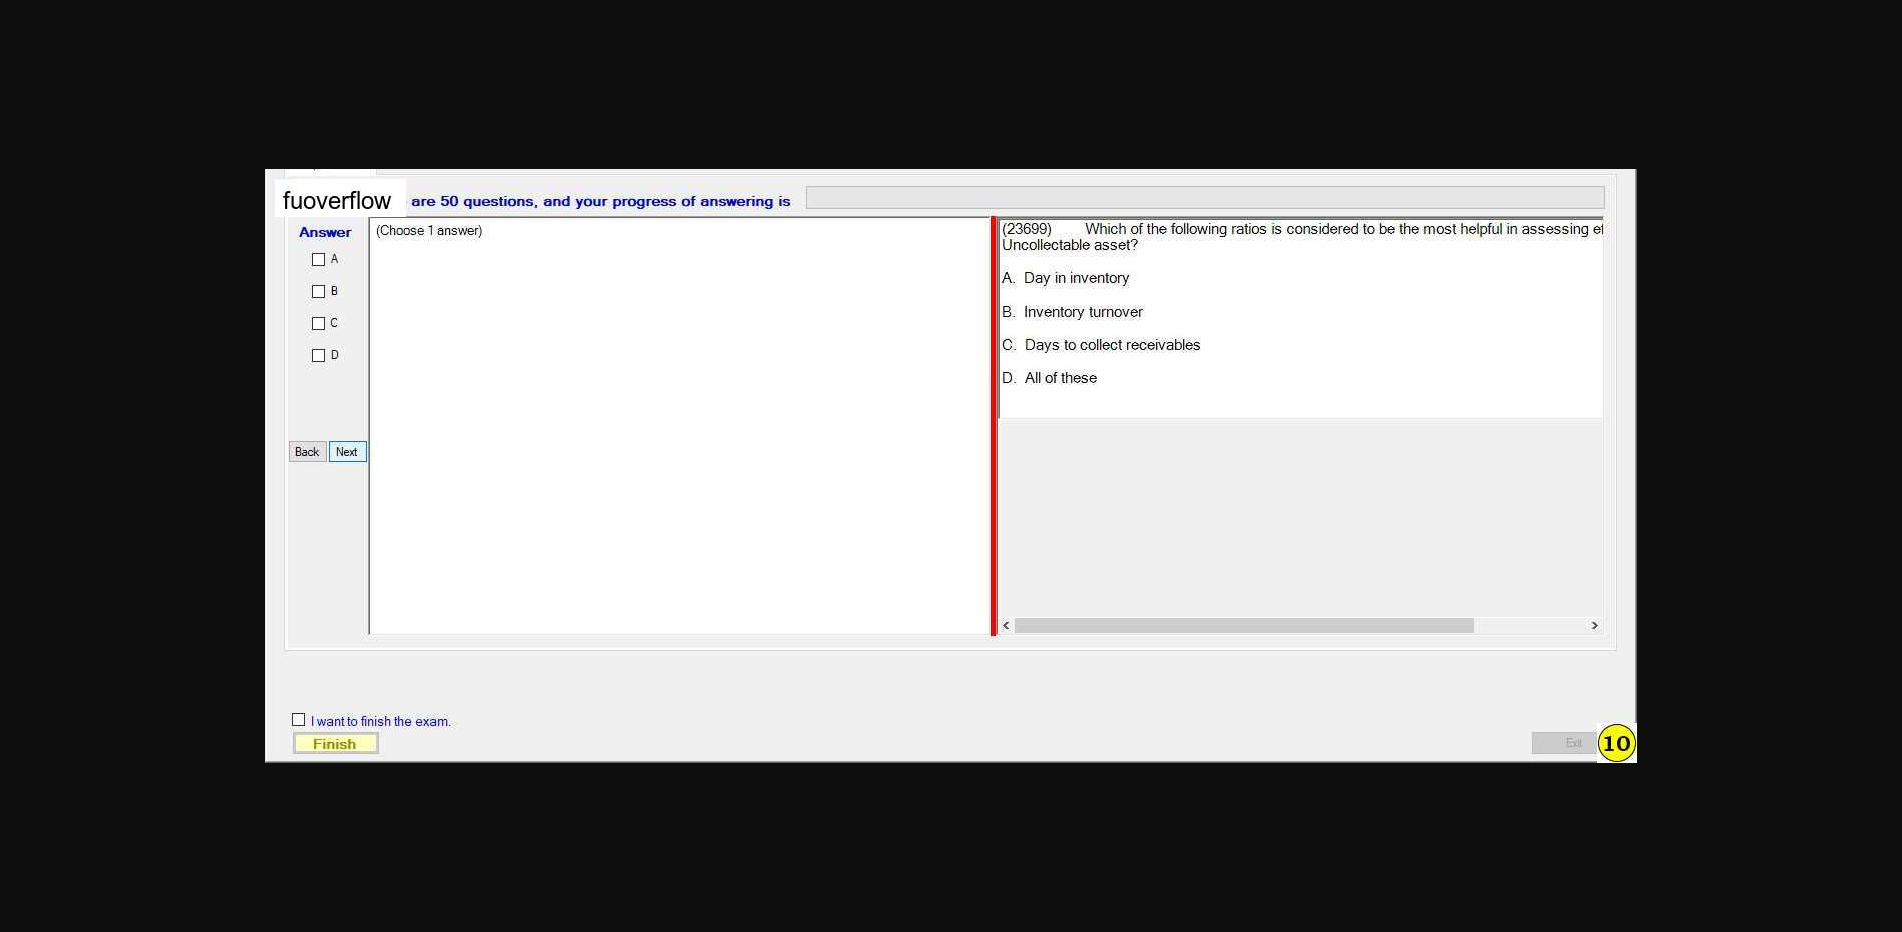 fuoverflow are 50 questions, and your progress of answering is
Answer
A
B
C
D
Back Next
(Choose 1 answer)
(23699) Which of the following ratios is considered to be the most helpful in assessing
Uncollectable asset?
A. Day in inventory
B. Inventory turnover
C. Days to collect receivables
D. All of these
I want to finish the exam.
Finish
Exit
10